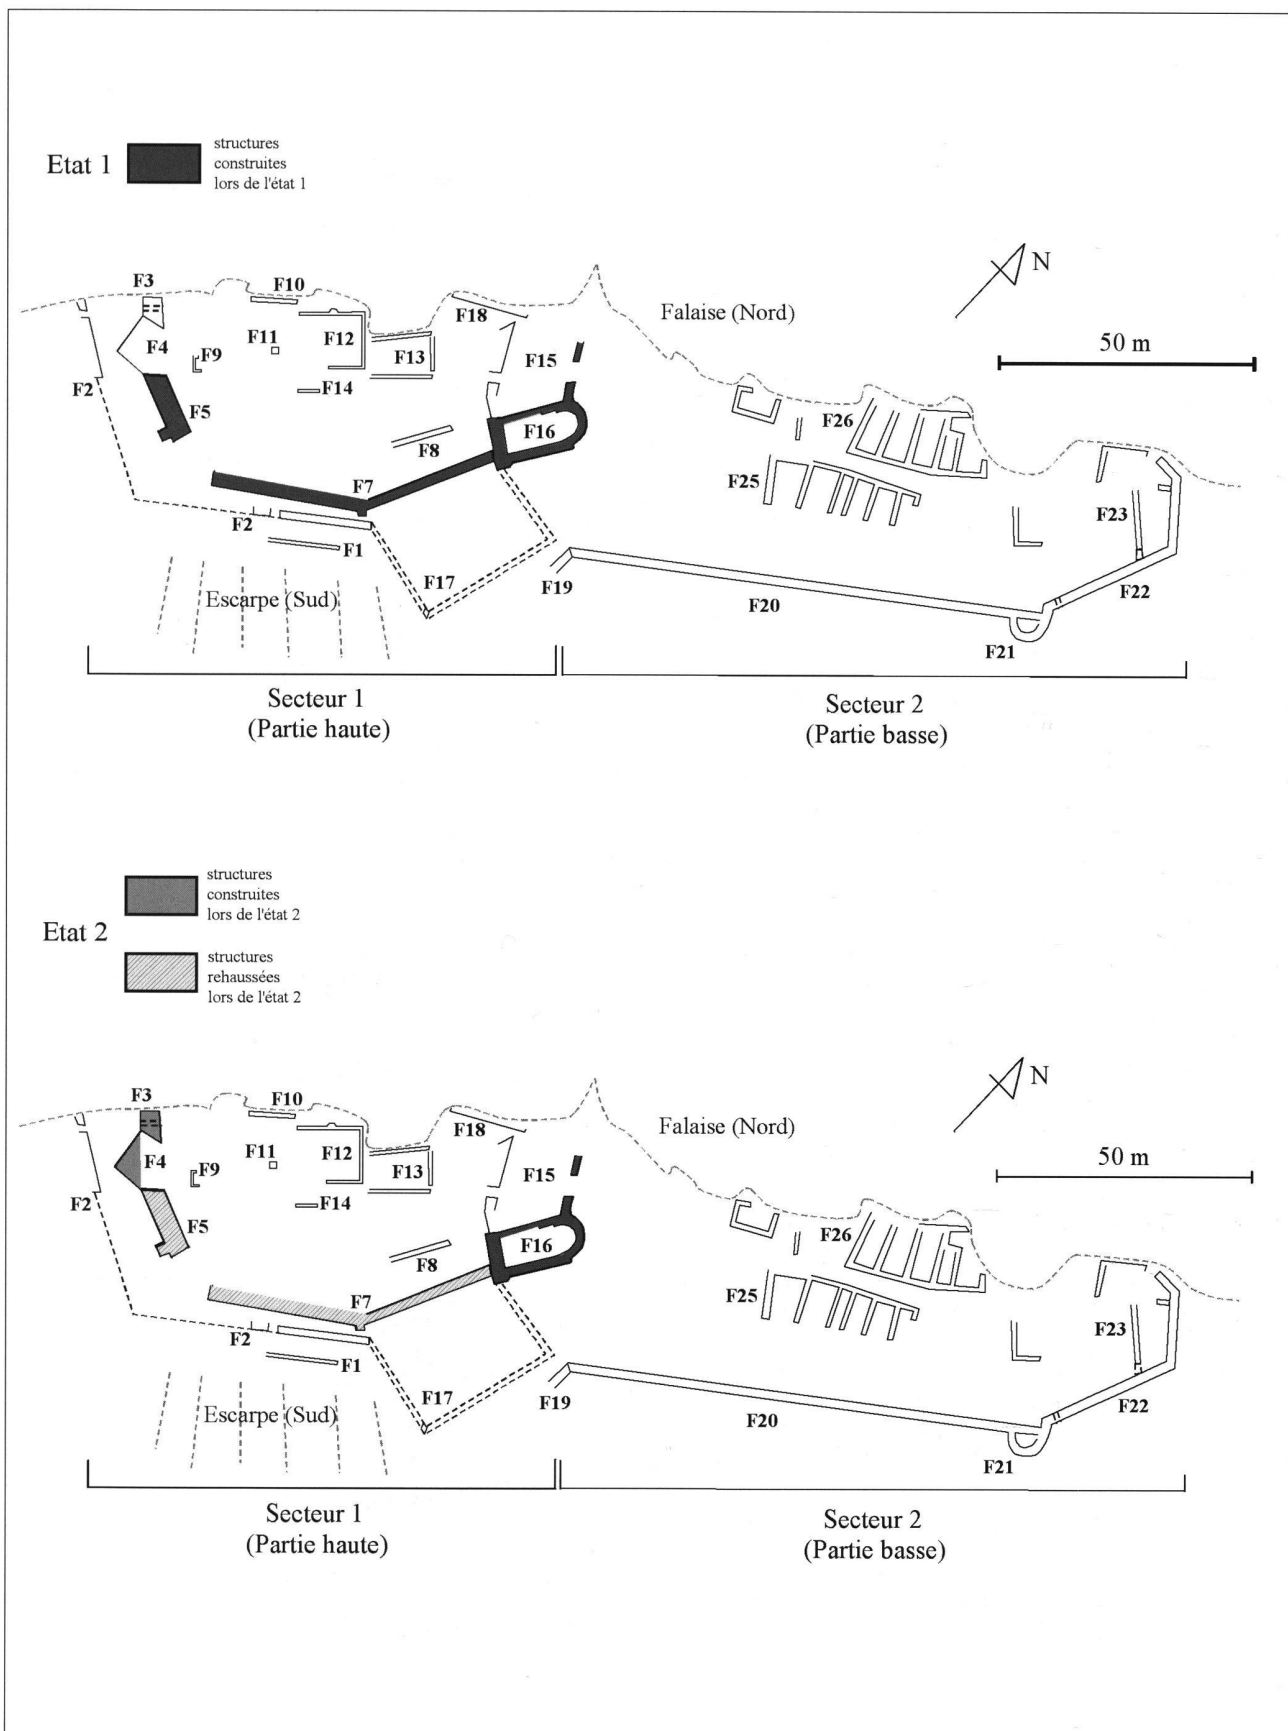 Etat 1
structures
construites
lors de l'état 1
N
F3
F10
F18
Falaise (Nord)
50 m
F4
F9
F11
F12
F13
F15
F2
F5
F14
F16
F26
F8
F7
F25
F2
F1
F23
F17
Escarpe (Sud)
F19
F20
F22
F21
Secteur 1
(Partie haute)
Secteur 2
(Partie basse)
Etat 2
structures
construites
lors de l'état 2
structures
rehaussées
lors de l'état 2
N
F3
F10
F18
Falaise (Nord)
50 m
F4
F9
F11
F12
F13
F15
F2
F5
F14
F16
F26
F8
F7
F25
F2
F1
F23
F17
Escarpe (Sud)
F19
F20
F22
F21
Secteur 1
(Partie haute)
Secteur 2
(Partie basse)